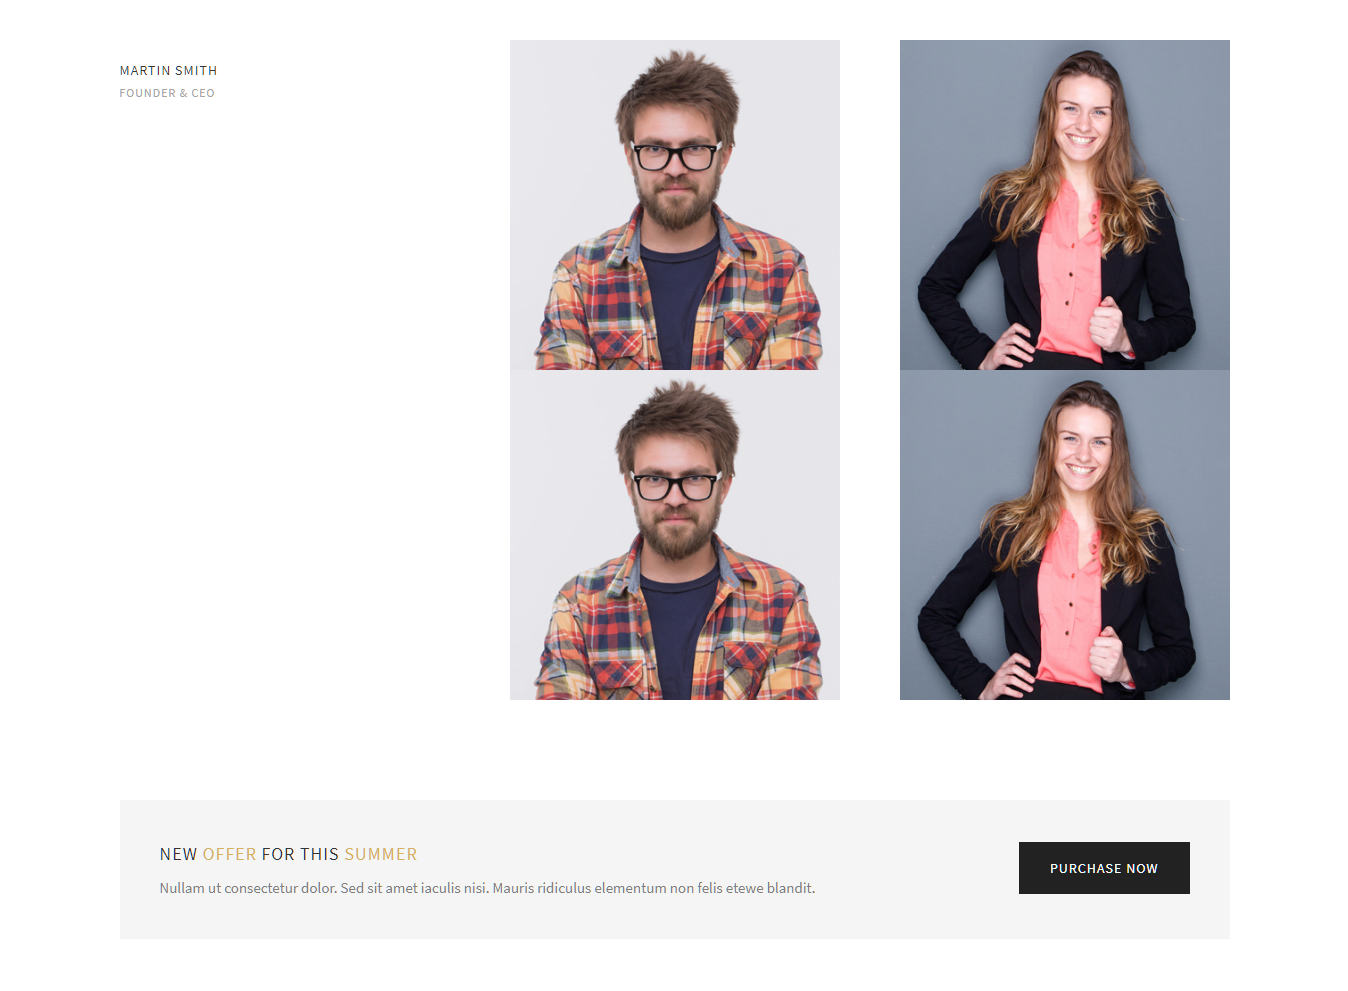 MARTIN SMITH
FOUNDER & CEO
NEW OFFER FOR THIS SUMMER
Nullam ut consectetur dolor. Sed sit amet iaculis nisi. Mauris ridiculus elementum non felis etewe blandit.
PURCHASE NOW